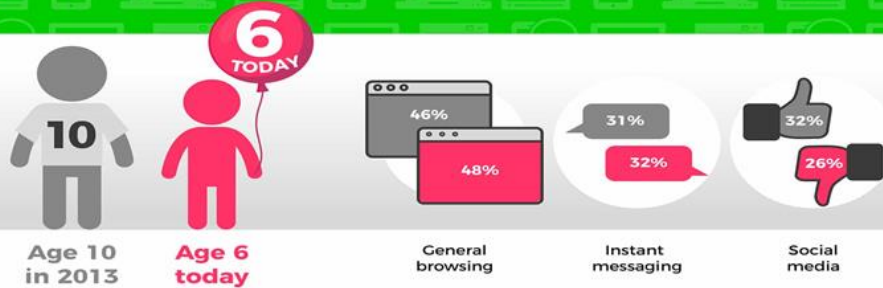 6
TODAY
10
Age 10
in 2013
Age 6
today
46%
48%
General
browsing
31%
32%
Instant
messaging
32%
26%
Social
media